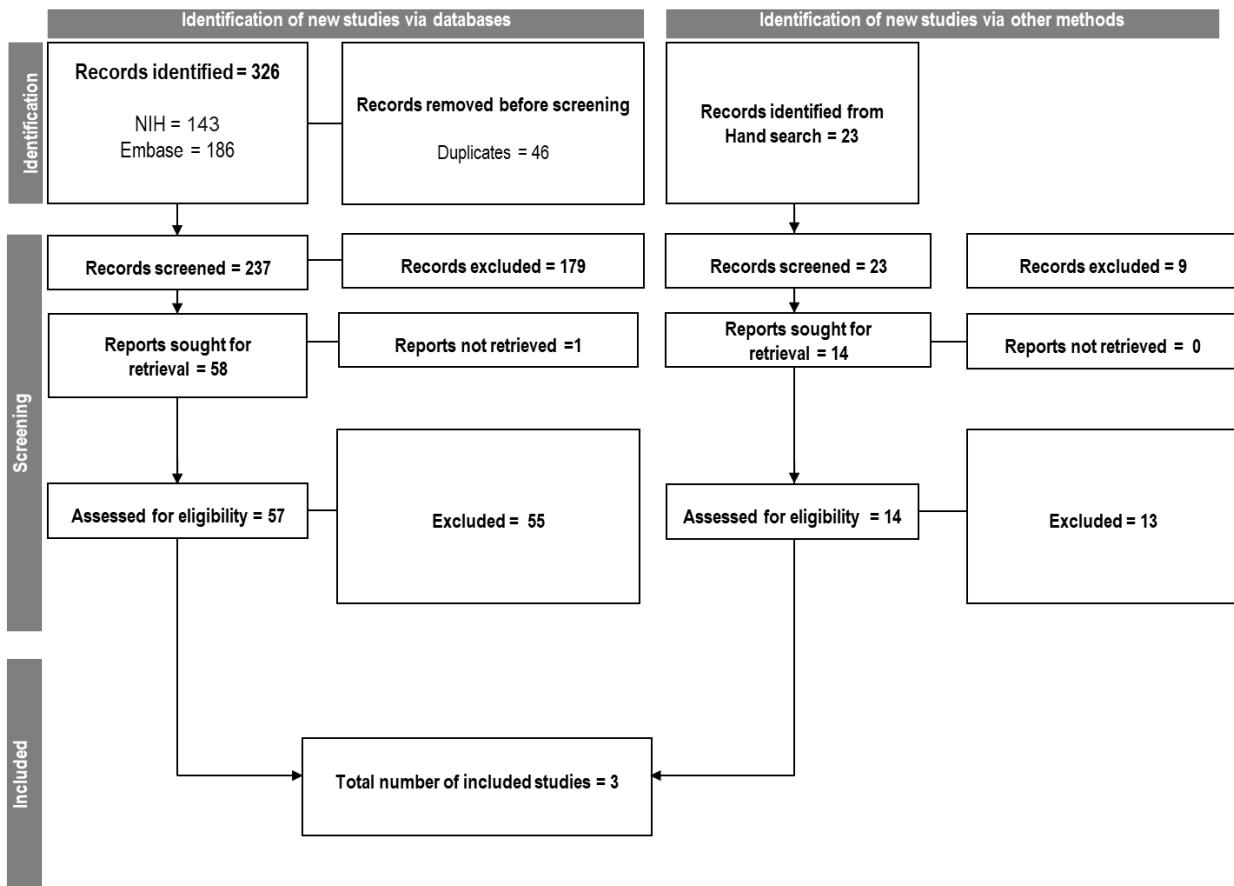 Identification of new studies via databases
Identification of new studies via other methods
Identification
Records identified = 326
NIH = 143
Embase = 186
Records removed before screening
Duplicates = 46
Records identified from
Hand search = 23
Screening
Records screened = 237
Records excluded = 179
Records screened = 23
Records excluded = 9
Reports sought for
retrieval = 58
Reports not retrieved =1
Reports sought for
retrieval = 14
Reports not retrieved = 0
Assessed for eligibility = 57
Excluded = 55
Assessed for eligibility = 14
Excluded = 13
Included
Total number of included studies = 3